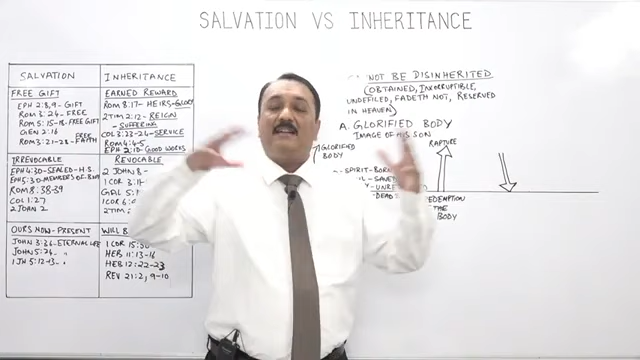 SALVATION VS INHERITANCE
SALVATION
FREE GIFT
EPH 2:8,9 - GIFT
ROM 3:24 - FREE
ROM 5:15-18 - FREE GIFT
GEN 2:16
ROM 3:21-28 - FREE FAITH
IRREVOCABLE
EPH 4:30 - SEALED - H.S
EPH 5:30 - MEMBERS OF
ROM 8:38-39
COL 1:27
2 JOHN 2
OURS NOW - PRESENT
JOHN 3:36 - ETERNAL LIFE
JOHN 5:24 - "
1 JN 5:12-13 - "
INHERITANCE
EARNED REWARD
ROM 8:17 - HEIRS - GLORY
2TIM 2:12 - REIGN
- SUFFERING
COL 3:23-24 - SERVICE
ROM 4:4-5
EPH 2:10 - GOOD WORKS
REVOCABLE
2 JOHN 8 -
1 COR 3:1
GAL 5:
1 COR 6:
2 TIM 2
WILL B
1 COR 15:50
HEB 11:13-16
HEB 12:22-23
REV 21:2, 9-10
NOT BE DISINHERITED
(OBTAINED, INCORRUPTIBLE,
UNDEFILED, FADETH NOT, RESERVED
IN HEAVEN)
A. GLORIFIED BODY
IMAGE OF HIS SON
GLORIFIED
BODY
RAPTURE
- SPIRIT - BOR
- SAVE
- UNRE
DEAD
REDEMPTION
THE
BODY